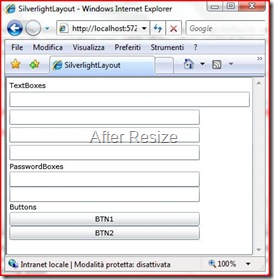 SilverlightLayout - Windows Internet Explorer
http://localhost:572
Google
File Modifica Visualizza Preferiti Strumenti ?
SilverlightLayout
TextBoxes
After Resize
PasswordBoxes
Buttons
BTN1
BTN2
Intranet locale | Modalità protetta: disattivata
100%